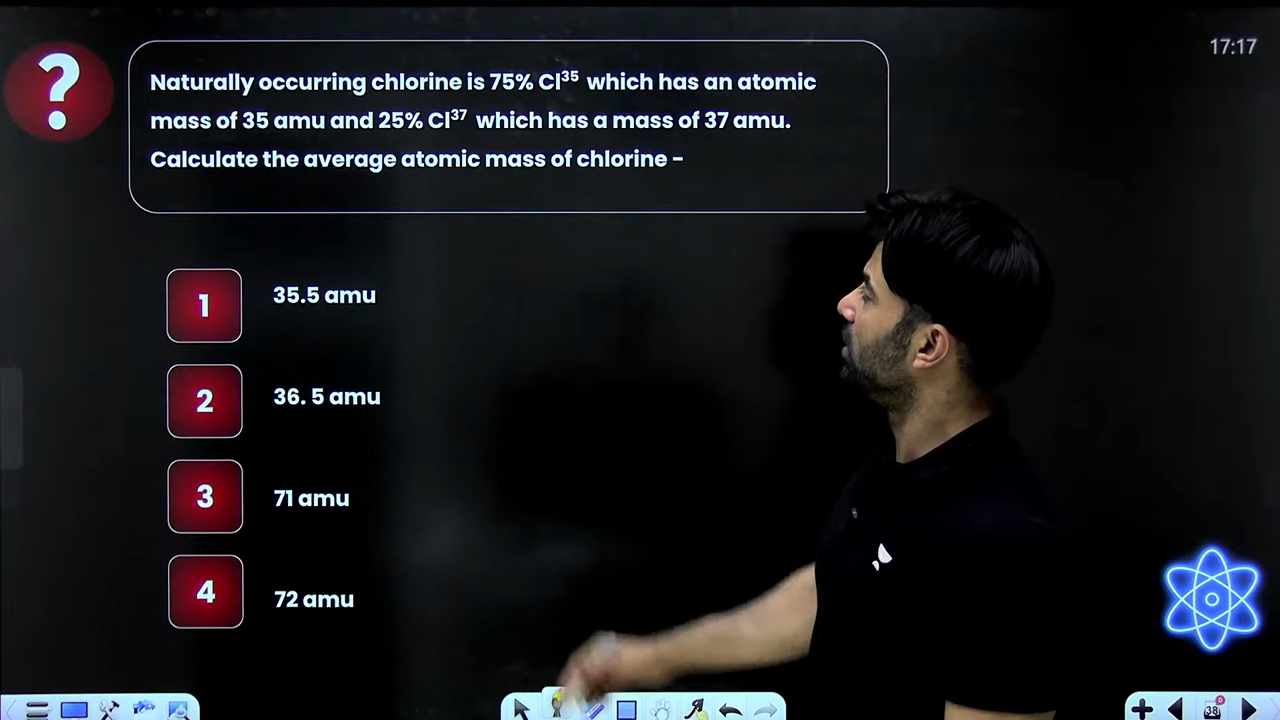 17:17
?
Naturally occurring chlorine is 75% Cl³⁵ which has an atomic
mass of 35 amu and 25% Cl³⁷ which has a mass of 37 amu.
Calculate the average atomic mass of chlorine -
1 35.5 amu
2 36. 5 amu
3 71 amu
4 72 amu
38